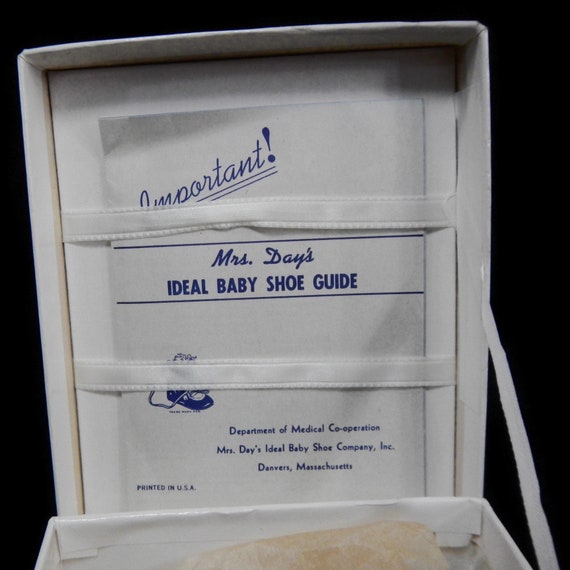 Important!
Mrs. Day's
IDEAL BABY SHOE GUIDE
Department of Medical Co-operation
Mrs. Day's Ideal Baby Shoe Company, Inc.
Danvers, Massachusetts
PRINTED IN U.S.A.